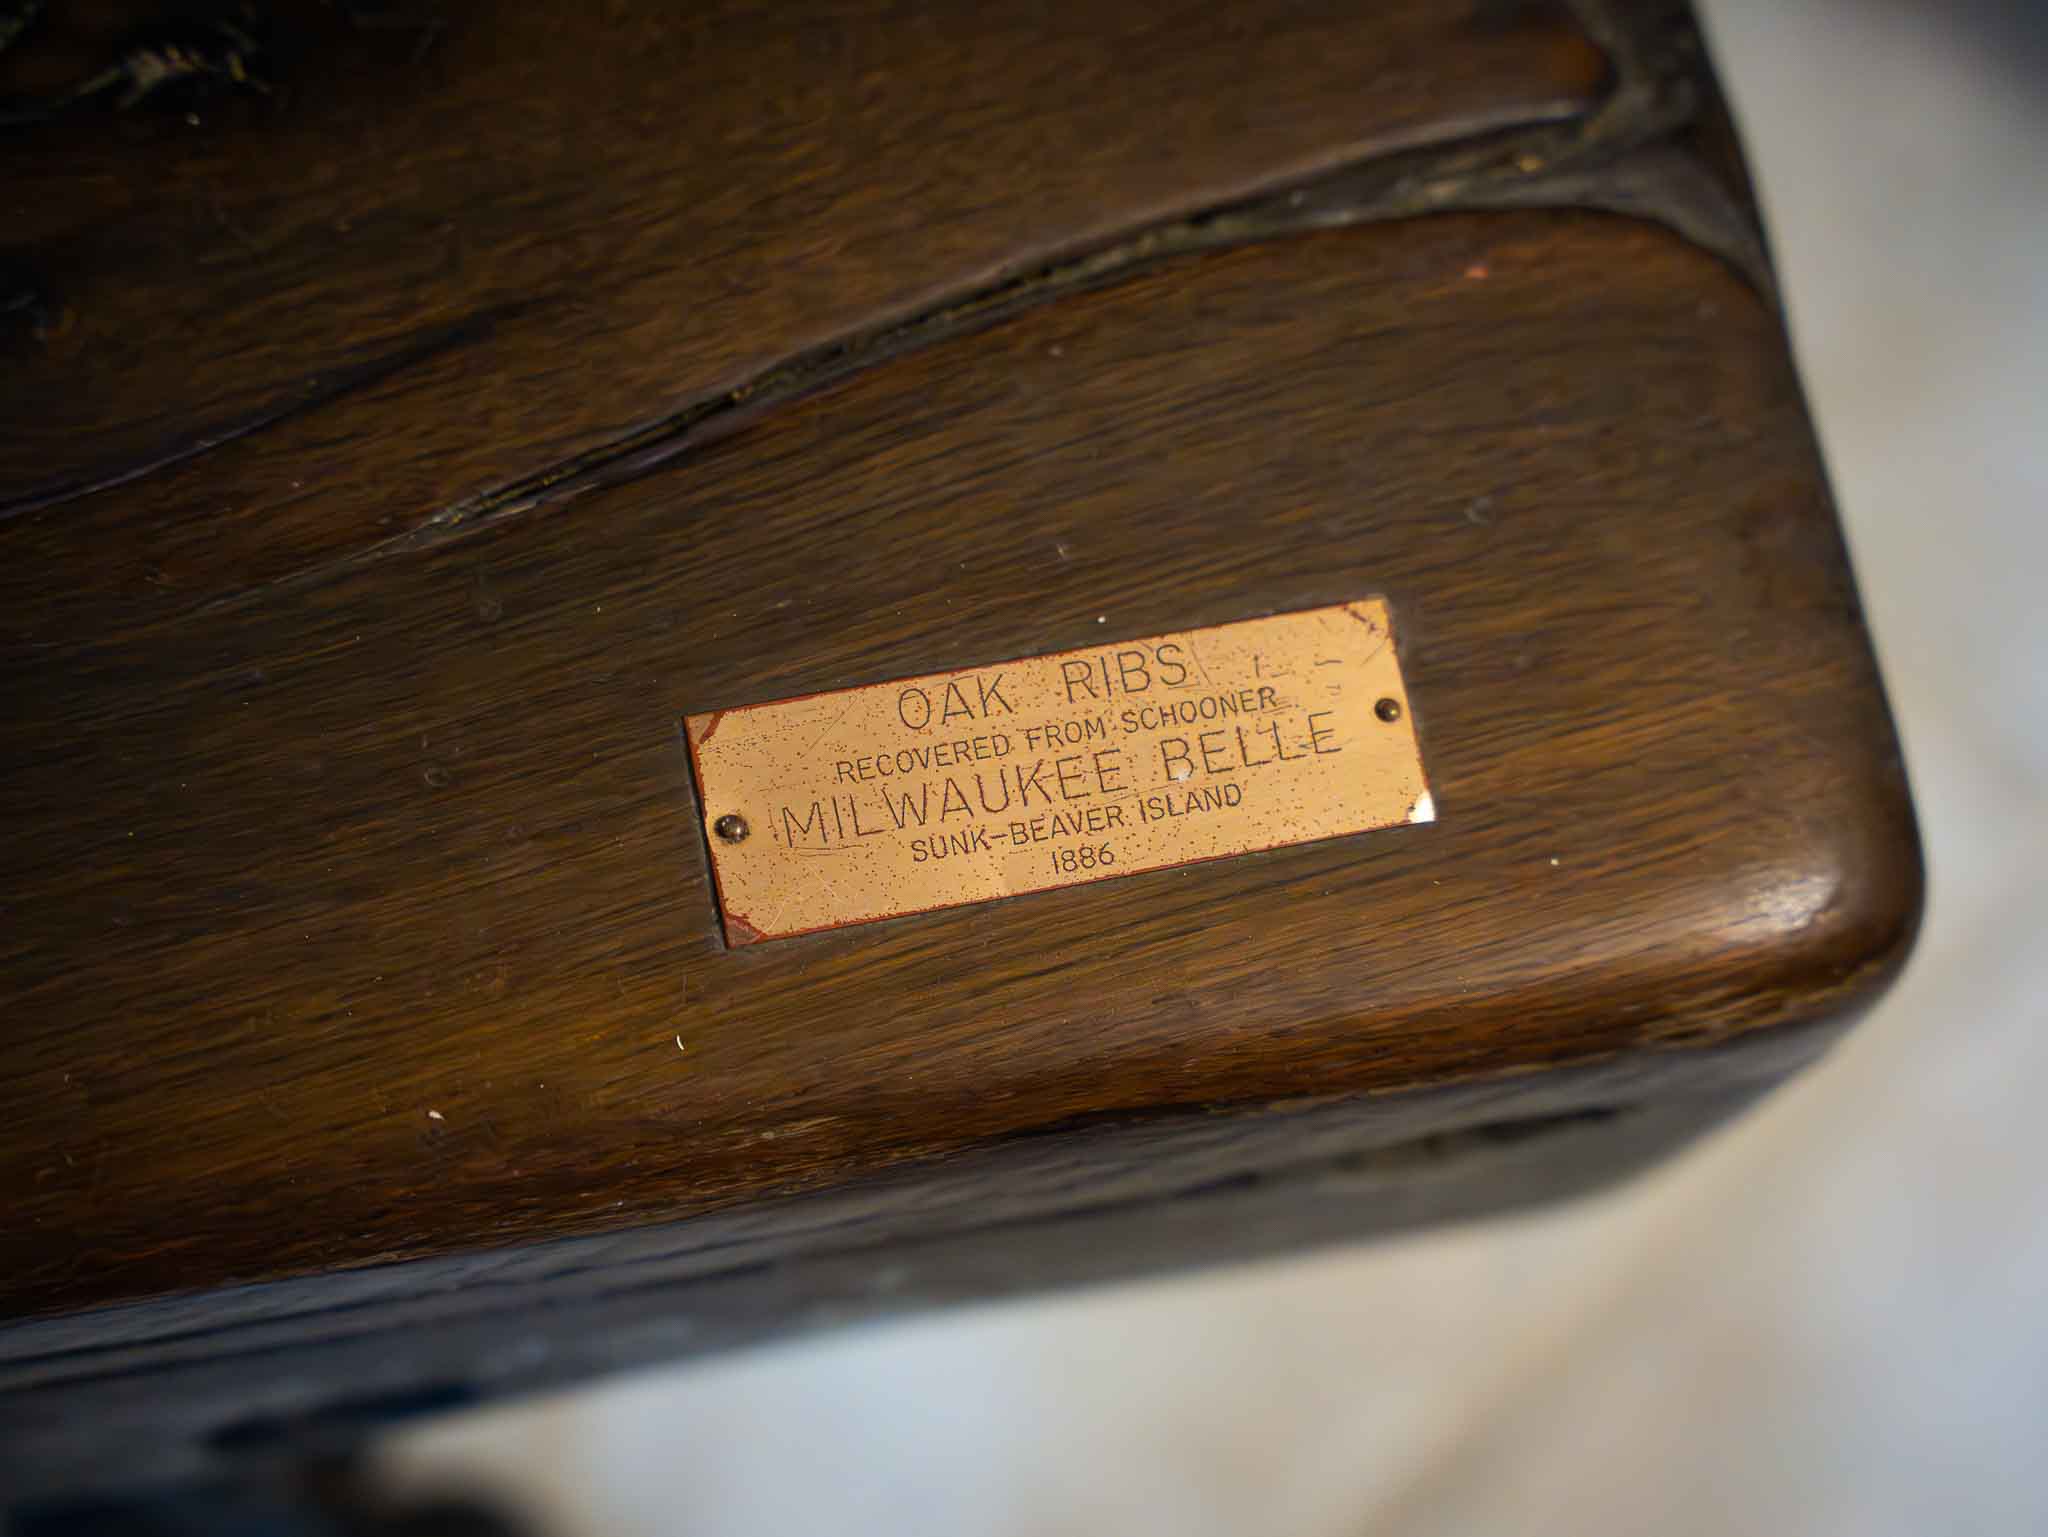 OAK RIBS
RECOVERED FROM SCHOONER
MILWAUKEE BELLE
SUNK-BEAVER ISLAND
1886